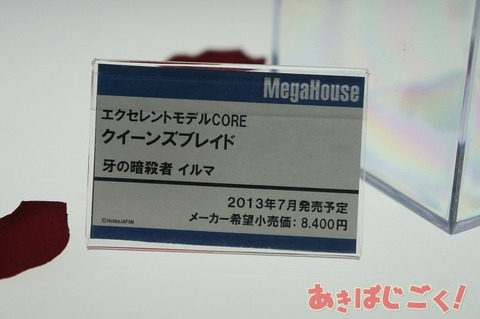 MegaHouse
エクセレントモデルCORE
クイーンズブレイド
牙の暗殺者 イルマ
2013年7月発売予定
メーカー希望小売価:8,400円
©HobbyJAPAN
あきばじごく!